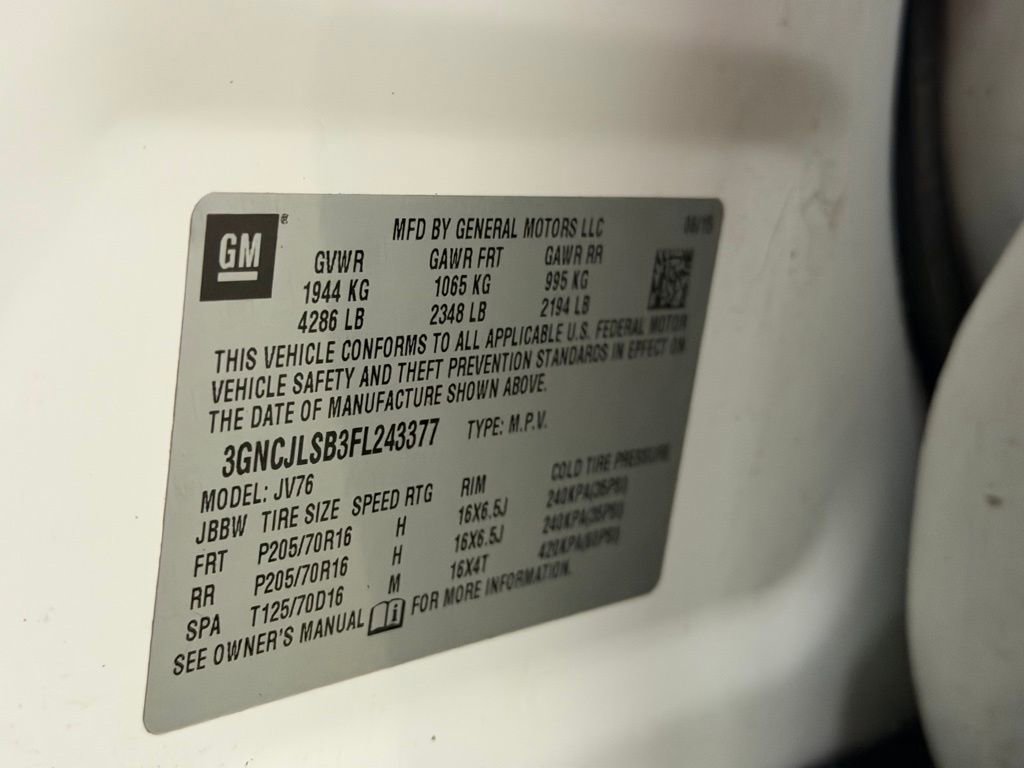 GM ®
MFD BY GENERAL MOTORS LLC
GVWR GAWR FRT GAWR RR
1944 KG 1065 KG 995 KG
4286 LB 2348 LB 2194 LB
THIS VEHICLE CONFORMS TO ALL APPLICABLE U.S. FEDERAL MOTOR
VEHICLE SAFETY AND THEFT PREVENTION STANDARDS IN EFFECT ON
THE DATE OF MANUFACTURE SHOWN ABOVE.
3GNCJLSB3FL243377 TYPE: M.P.V.
MODEL: JV76
JBBW TIRE SIZE SPEED RTG RIM COLD TIRE PRESSURE
FRT P205/70R16 H 16X6.5J 240KPA(35PSI)
RR P205/70R16 H 16X6.5J 240KPA(35PSI)
SPA T125/70D16 M 16X4T 420KPA(60PSI)
SEE OWNER'S MANUAL FOR MORE INFORMATION.